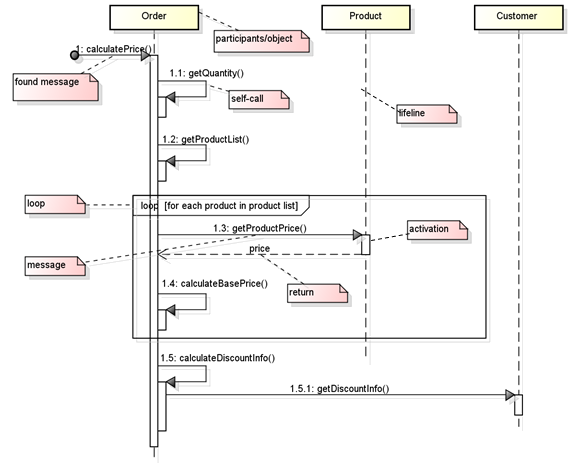 Order
Product
Customer
participants/object
1: calculatePrice()
found message
1.1: getQuantity()
self-call
lifeline
1.2: getProductList()
loop
loop [for each product in product list]
1.3: getProductPrice()
activation
price
message
1.4: calculateBasePrice()
return
1.5: calculateDiscountInfo()
1.5.1: getDiscountInfo()